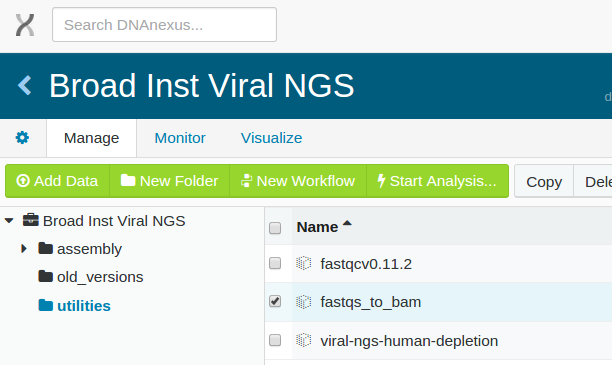 Search DNAnexus...
Broad Inst Viral NGS
Manage Monitor Visualize
Add Data New Folder New Workflow Start Analysis... Copy Dele
Broad Inst Viral NGS
assembly
old_versions
utilities
Name
fastqcv0.11.2
fastqs_to_bam
viral-ngs-human-depletion